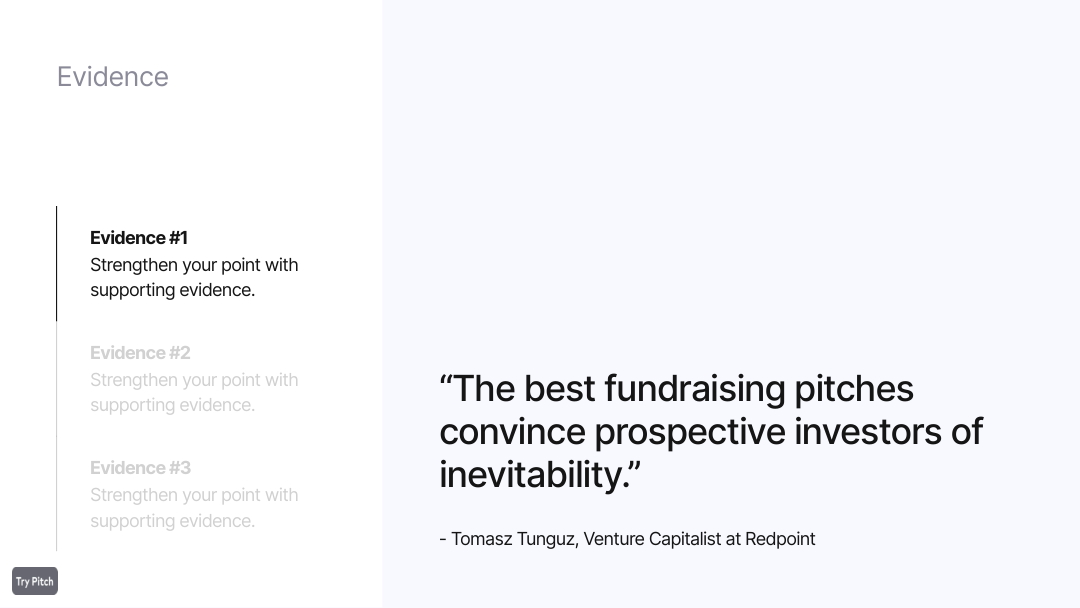 Evidence
Evidence #1
Strengthen your point with
supporting evidence.
Evidence #2
Strengthen your point with
supporting evidence.
Evidence #3
Strengthen your point with
supporting evidence.
Try Pitch
“The best fundraising pitches
convince prospective investors of
inevitability.”
- Tomasz Tunguz, Venture Capitalist at Redpoint